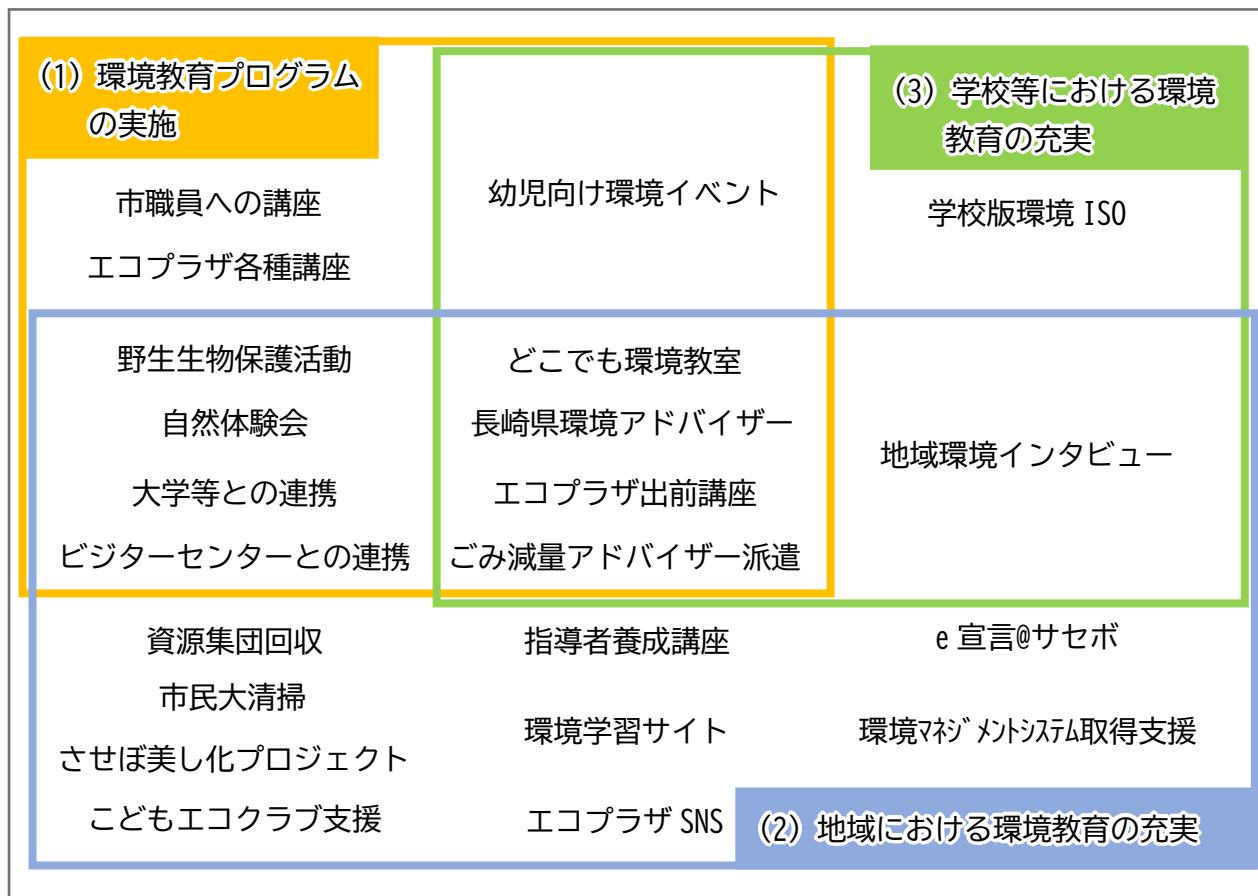 (1) 環境教育プログラム
の実施
(3) 学校等における環境
教育の充実
市職員への講座
エコプラザ各種講座
幼児向け環境イベント
学校版環境 ISO
野生生物保護活動
自然体験会
大学等との連携
ビジターセンターとの連携
どこでも環境教室
長崎県環境アドバイザー
エコプラザ出前講座
ごみ減量アドバイザー派遣
地域環境インタビュー
資源集団回収
市民大清掃
させぼ美し化プロジェクト
こどもエコクラブ支援
指導者養成講座
環境学習サイト
エコプラザ SNS
e 宣言@サセボ
環境ﾏﾈｼﾞﾒﾝﾄｼｽﾃﾑ取得支援
(2) 地域における環境教育の充実